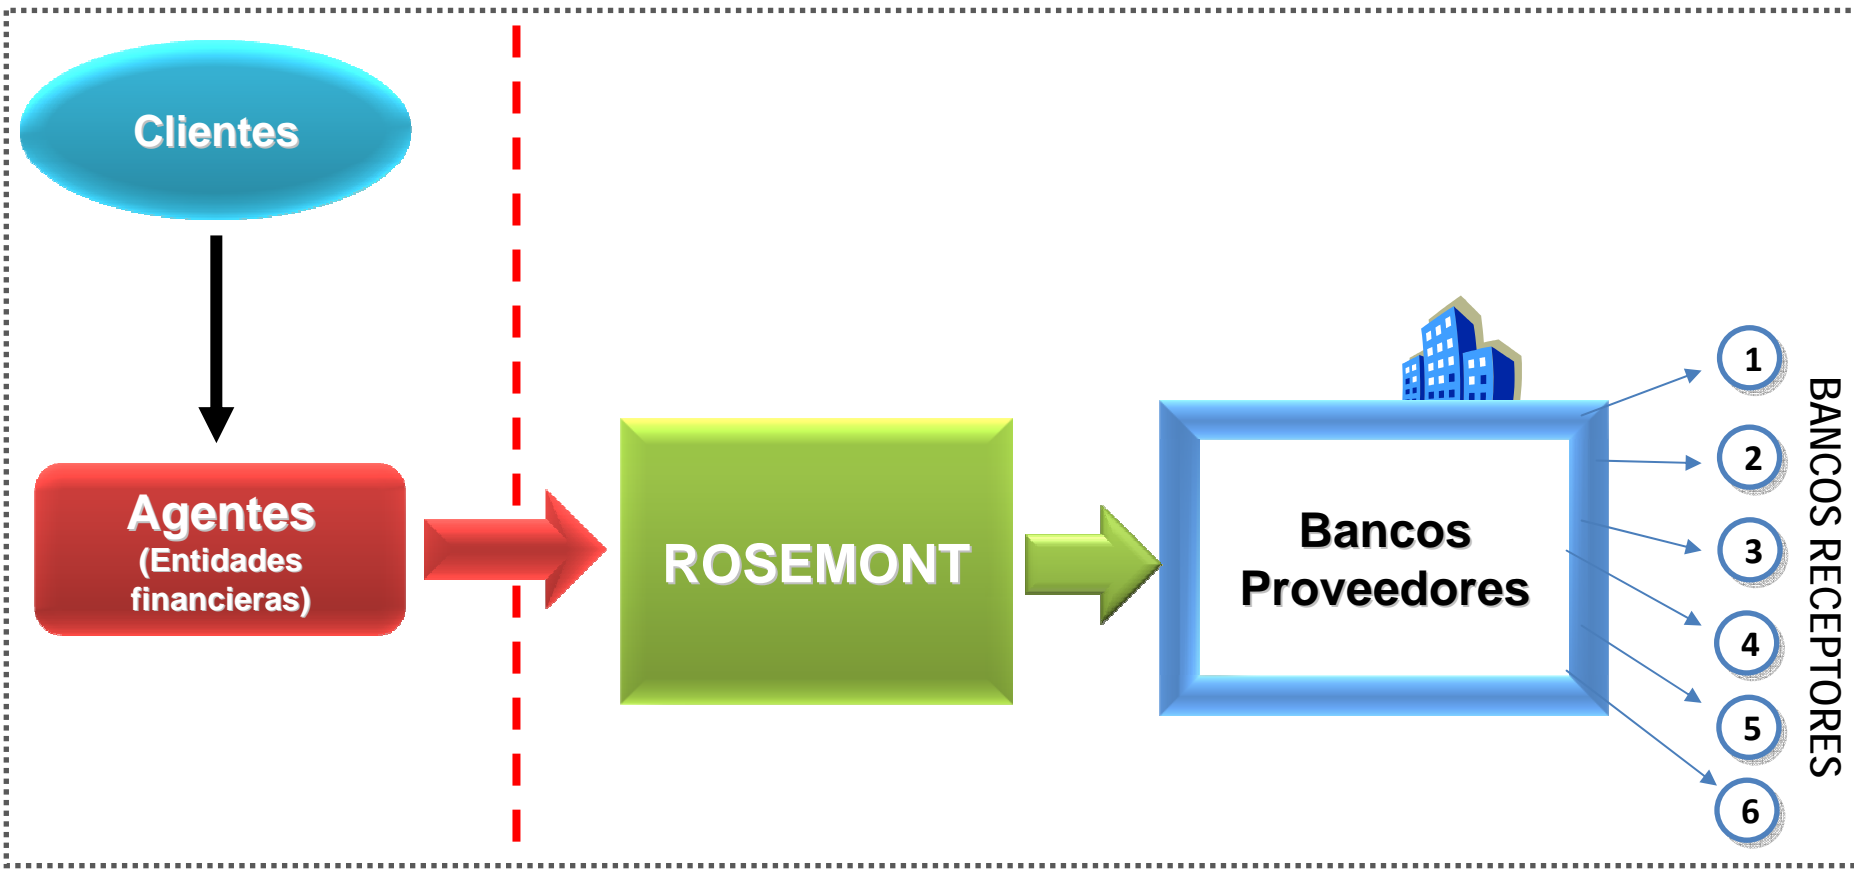 Clientes
Agentes
(Entidades
financieras)
ROSEMONT
Bancos
Proveedores
1
2
3
4
5
6
BANCOS RECEPTORES